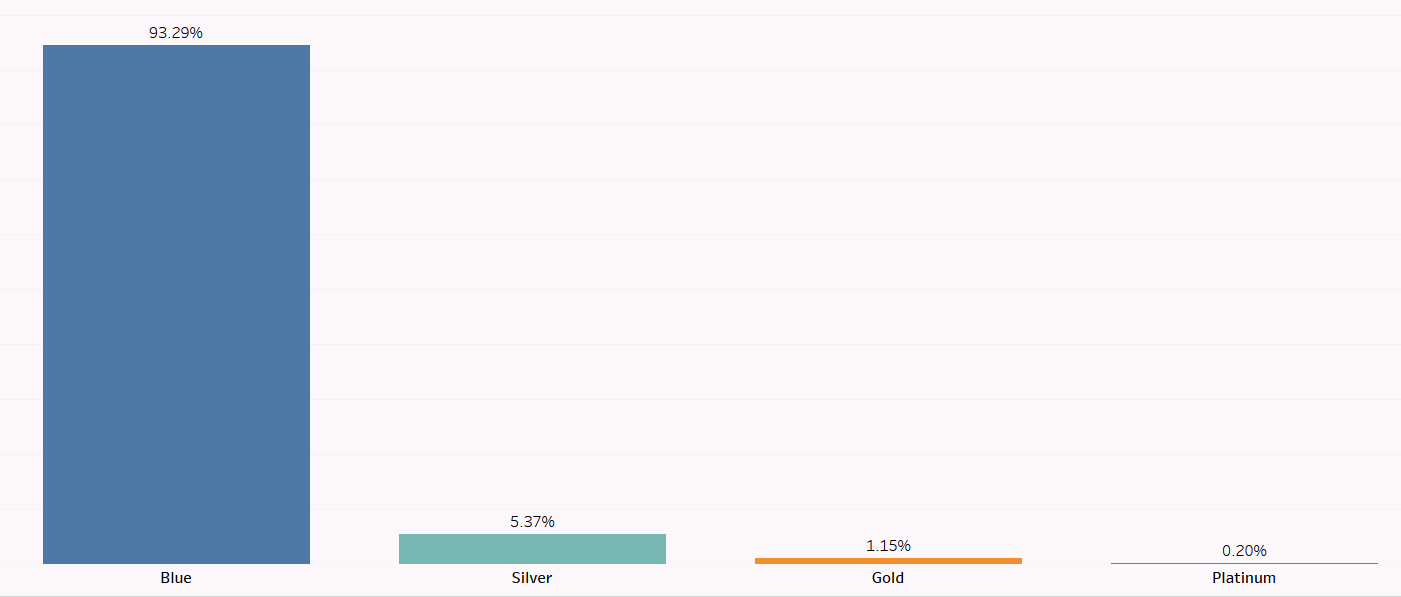 93.29%
5.37%
1.15%
0.20%
Blue
Silver
Gold
Platinum